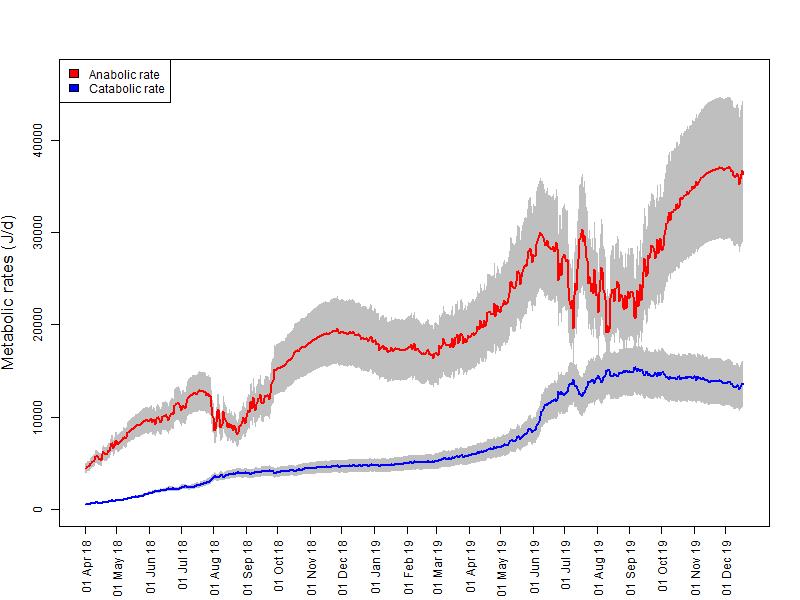 Anabolic rate
Catabolic rate
Metabolic rates (J/d)
40000
30000
20000
10000
0
01 Apr 18
01 May 18
01 Jun 18
01 Jul 18
01 Aug 18
01 Sep 18
01 Oct 18
01 Nov 18
01 Dec 18
01 Jan 19
01 Feb 19
01 Mar 19
01 Apr 19
01 May 19
01 Jun 19
01 Jul 19
01 Aug 19
01 Sep 19
01 Oct 19
01 Nov 19
01 Dec 19